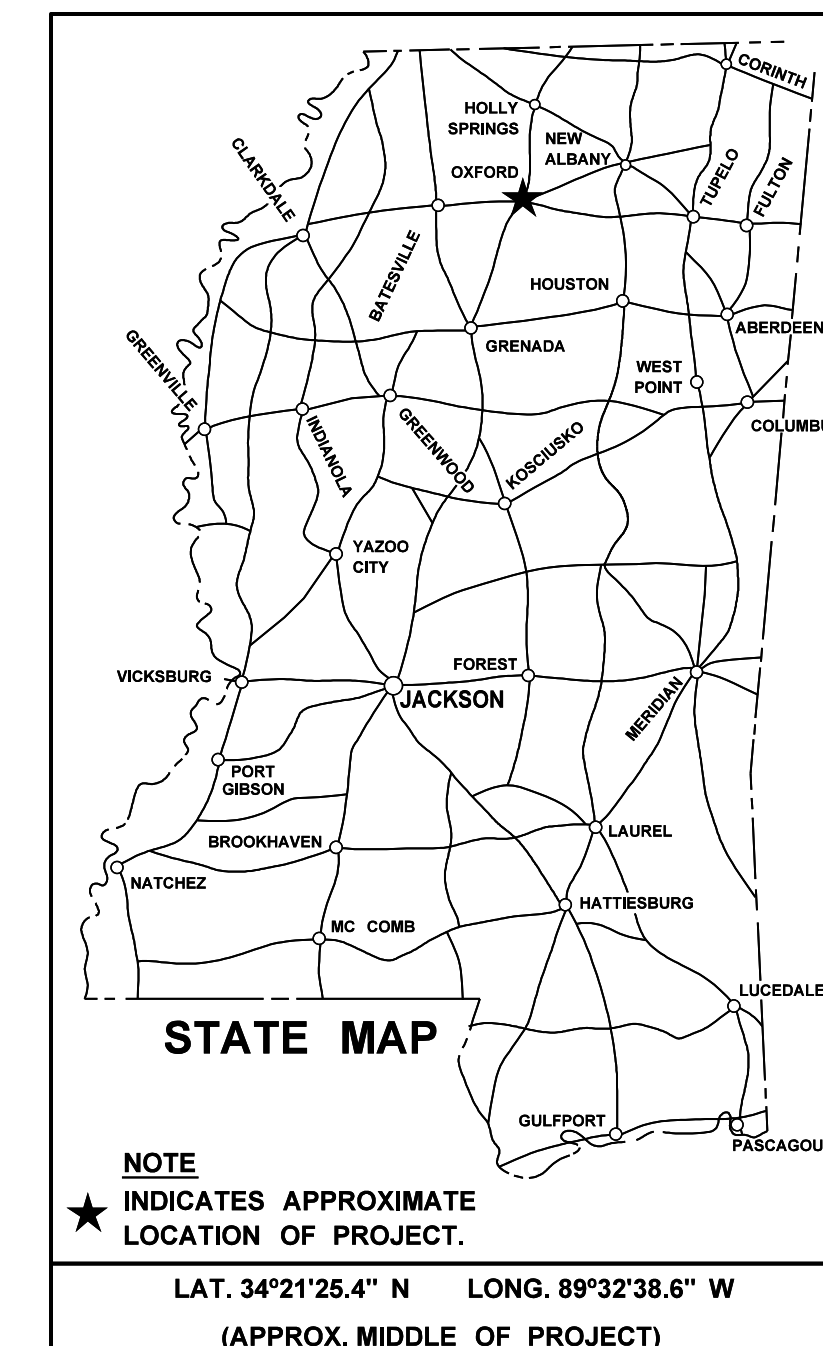 CORINTH
HOLLY
SPRINGS
NEW
ALBANY
OXFORD
CLARKDALE
TUPELO
FULTON
BATESVILLE
HOUSTON
ABERDEEN
GREENVILLE
GRENADA
WEST
POINT
COLUMBU
INDIANOLA
GREENWOOD
KOSCIUSKO
YAZOO
CITY
VICKSBURG
FOREST
JACKSON
MERIDIAN
PORT
GIBSON
BROOKHAVEN
LAUREL
NATCHEZ
HATTIESBURG
MC COMB
LUCEDALE
STATE MAP
GULFPORT
PASCAGOU
NOTE
INDICATES APPROXIMATE
LOCATION OF PROJECT.
LAT. 34º21'25.4" N LONG. 89º32'38.6" W
(APPROX. MIDDLE OF PROJECT)